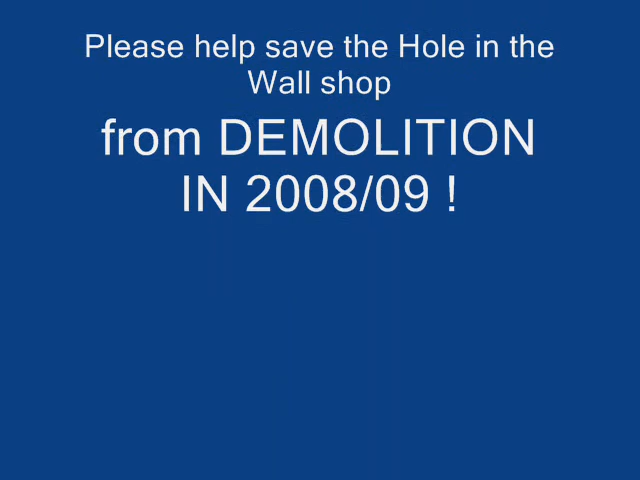 Please help save the Hole in the
Wall shop
from DEMOLITION
IN 2008/09 !